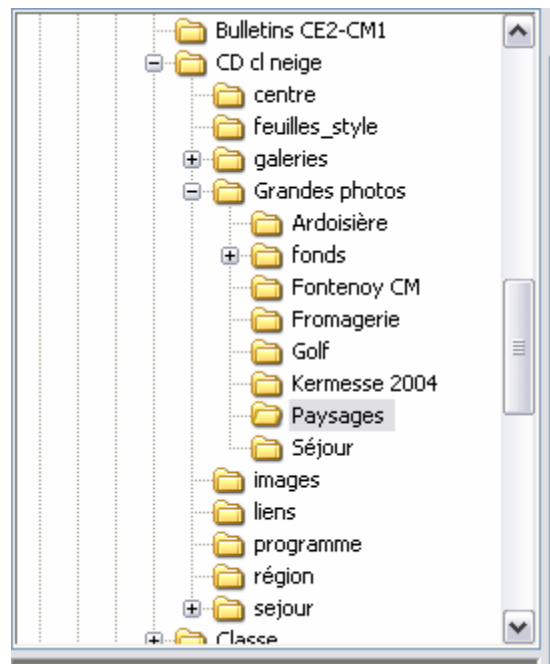 Bulletins CE2-CM1
CD cl neige
centre
feuilles_style
galeries
Grandes photos
Ardoisière
fonds
Fontenoy CM
Fromagerie
Golf
Kermesse 2004
Paysages
Séjour
images
liens
programme
région
sejour
Classe